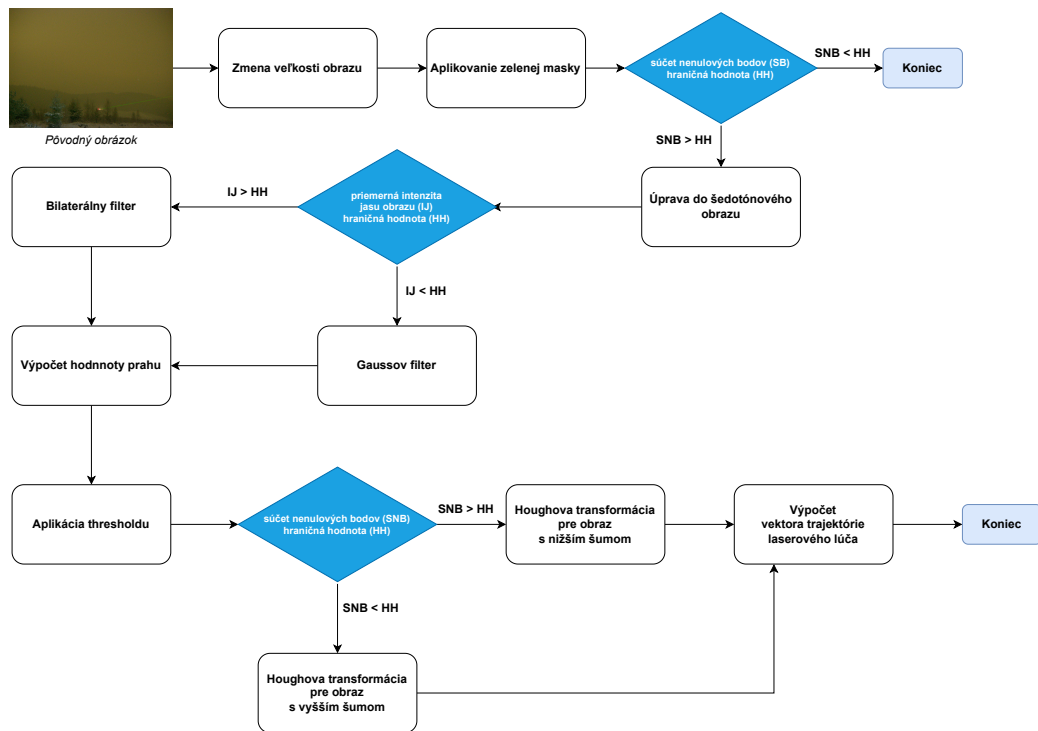 Pôvodný obrázok
Zmena veľkosti obrazu
Aplikovanie zelenej masky
súčet nenulových bodov (SB)
hraničná hodnota (HH)
SNB < HH
Koniec
SNB > HH
Úprava do šedotónového
obrazu
priemerná intenzita
jasu obrazu (IJ)
hraničná hodnota (HH)
IJ > HH
Bilaterálny filter
IJ < HH
Gaussov filter
Výpočet hodnnoty prahu
Aplikácia thresholdu
súčet nenulových bodov (SNB)
hraničná hodnota (HH)
SNB > HH
Houghova transformácia
pre obraz
s nižším šumom
Výpočet
vektora trajektórie
laserového lúča
Koniec
SNB < HH
Houghova transformácia
pre obraz
s vyšším šumom